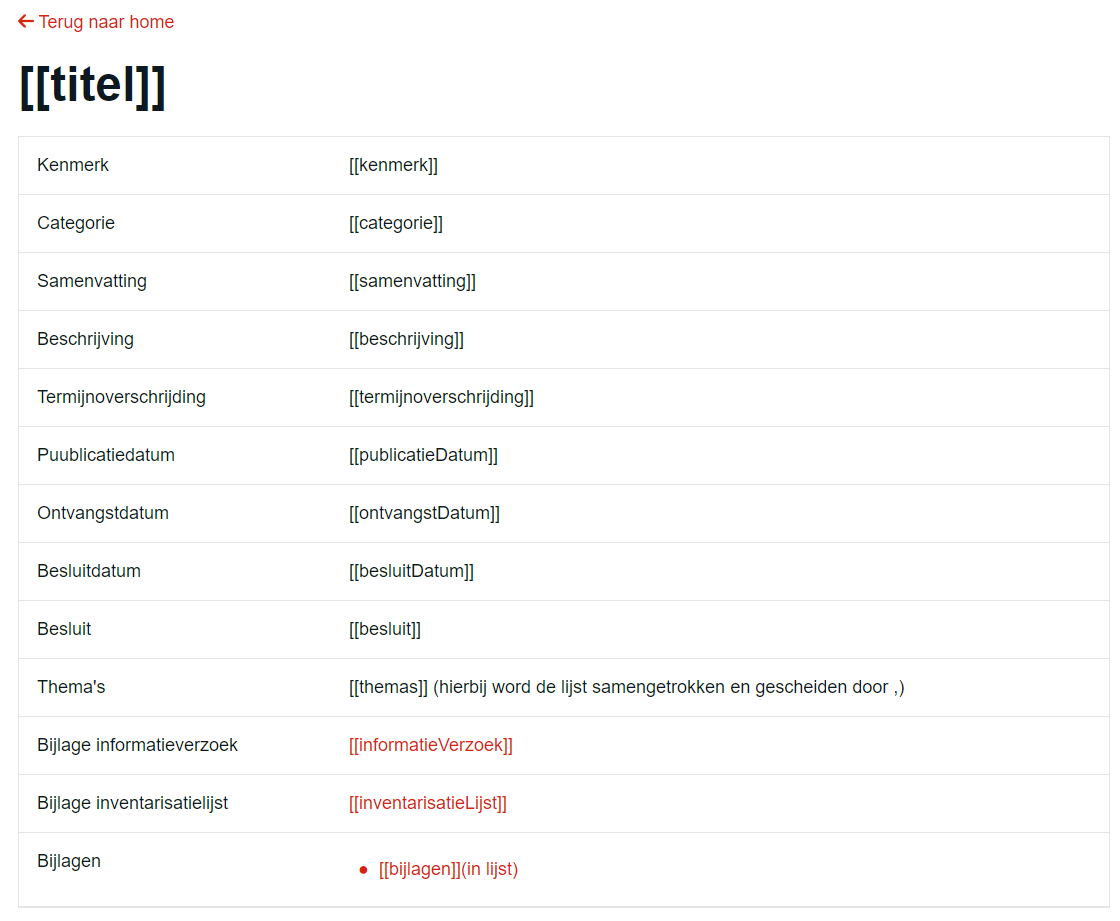 Terug naar home
[[titel]]
Kenmerk [[kenmerk]]
Categorie [[categorie]]
Samenvatting [[samenvatting]]
Beschrijving [[beschrijving]]
Termijnoverschrijding [[termijnoverschrijding]]
Puublicatiedatum [[publicatieDatum]]
Ontvangstdatum [[ontvangstDatum]]
Besluitdatum [[besluitDatum]]
Besluit [[besluit]]
Thema's [[themas]] (hierbij word de lijst samengetrokken en gescheiden door ,)
Bijlage informatieverzoek [[informatieVerzoek]]
Bijlage inventarisatielijst [[inventarisatieLijst]]
Bijlagen • [[bijlagen]](in lijst)